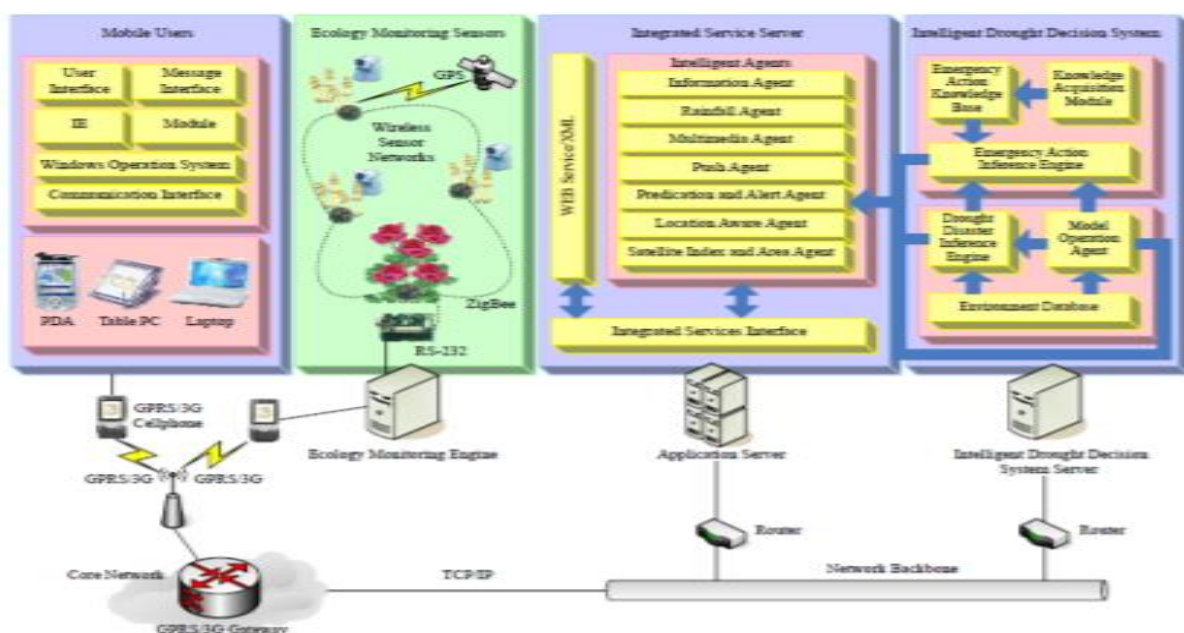 Mobile Users
User
Interface
Message
Interface
IE
Module
Windows Operation System
Communication Interface
PDA
Table PC
Laptop
Ecology Monitoring Sensors
GPS
Wireless
Sensor
Networks
ZigBee
RS-232
Integrated Service Server
WEB Service/XML
Intelligent Agents
Information Agent
Rainfall Agent
Multimedia Agent
Push Agent
Predication and Alert Agent
Location Aware Agent
Satellite Index and Area Agent
Integrated Services Interface
Intelligent Drought Decision System
Emergency
Action
Knowledge
Base
Knowledge
Acquisition
Module
Emergency Action
Inference Engine
Drought
Disaster
Inference
Engine
Model
Operation
Agent
Environment Database
GPRS/3G
Cellphone
GPRS/3G
GPRS/3G
Ecology Monitoring Engine
Application Server
Intelligent Drought Decision
System Server
Router
Router
Core Network
TCP/IP
Network Backbone
GPRS/3G Gateway